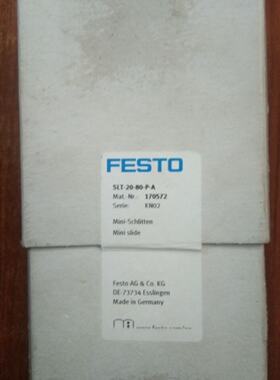 FESTO
SLT-20-80-P-A
Mat.-Nr. 170572
Serie: KN02
Mini-Schlitten
Mini slide
Festo AG & Co. KG
DE-73734 Esslingen
Made in Germany